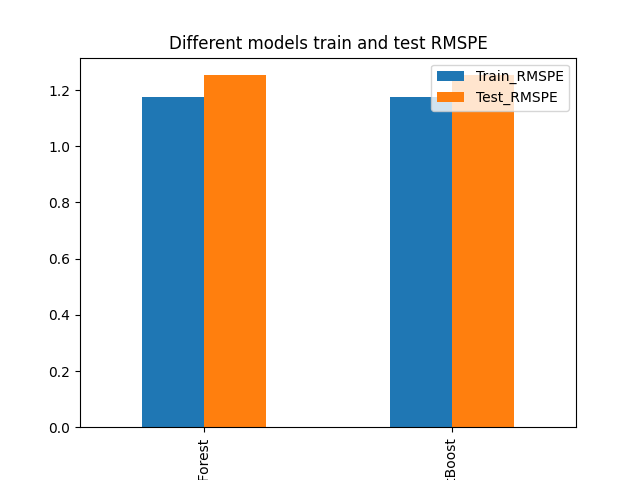 Different models train and test RMSPE
Train_RMSPE
Test_RMSPE
1.2
1.0
0.8
0.6
0.4
0.2
0.0
Forest
Boost